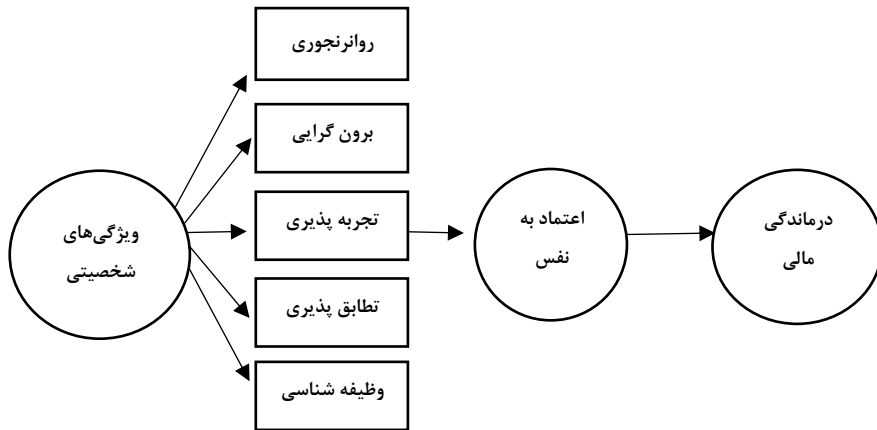 روانرنجوری
برون گرایی
ویژگی‌های
شخصیتی
تجربه پذیری
اعتماد به
نفس
درماندگی
مالی
تطابق پذیری
وظیفه شناسی